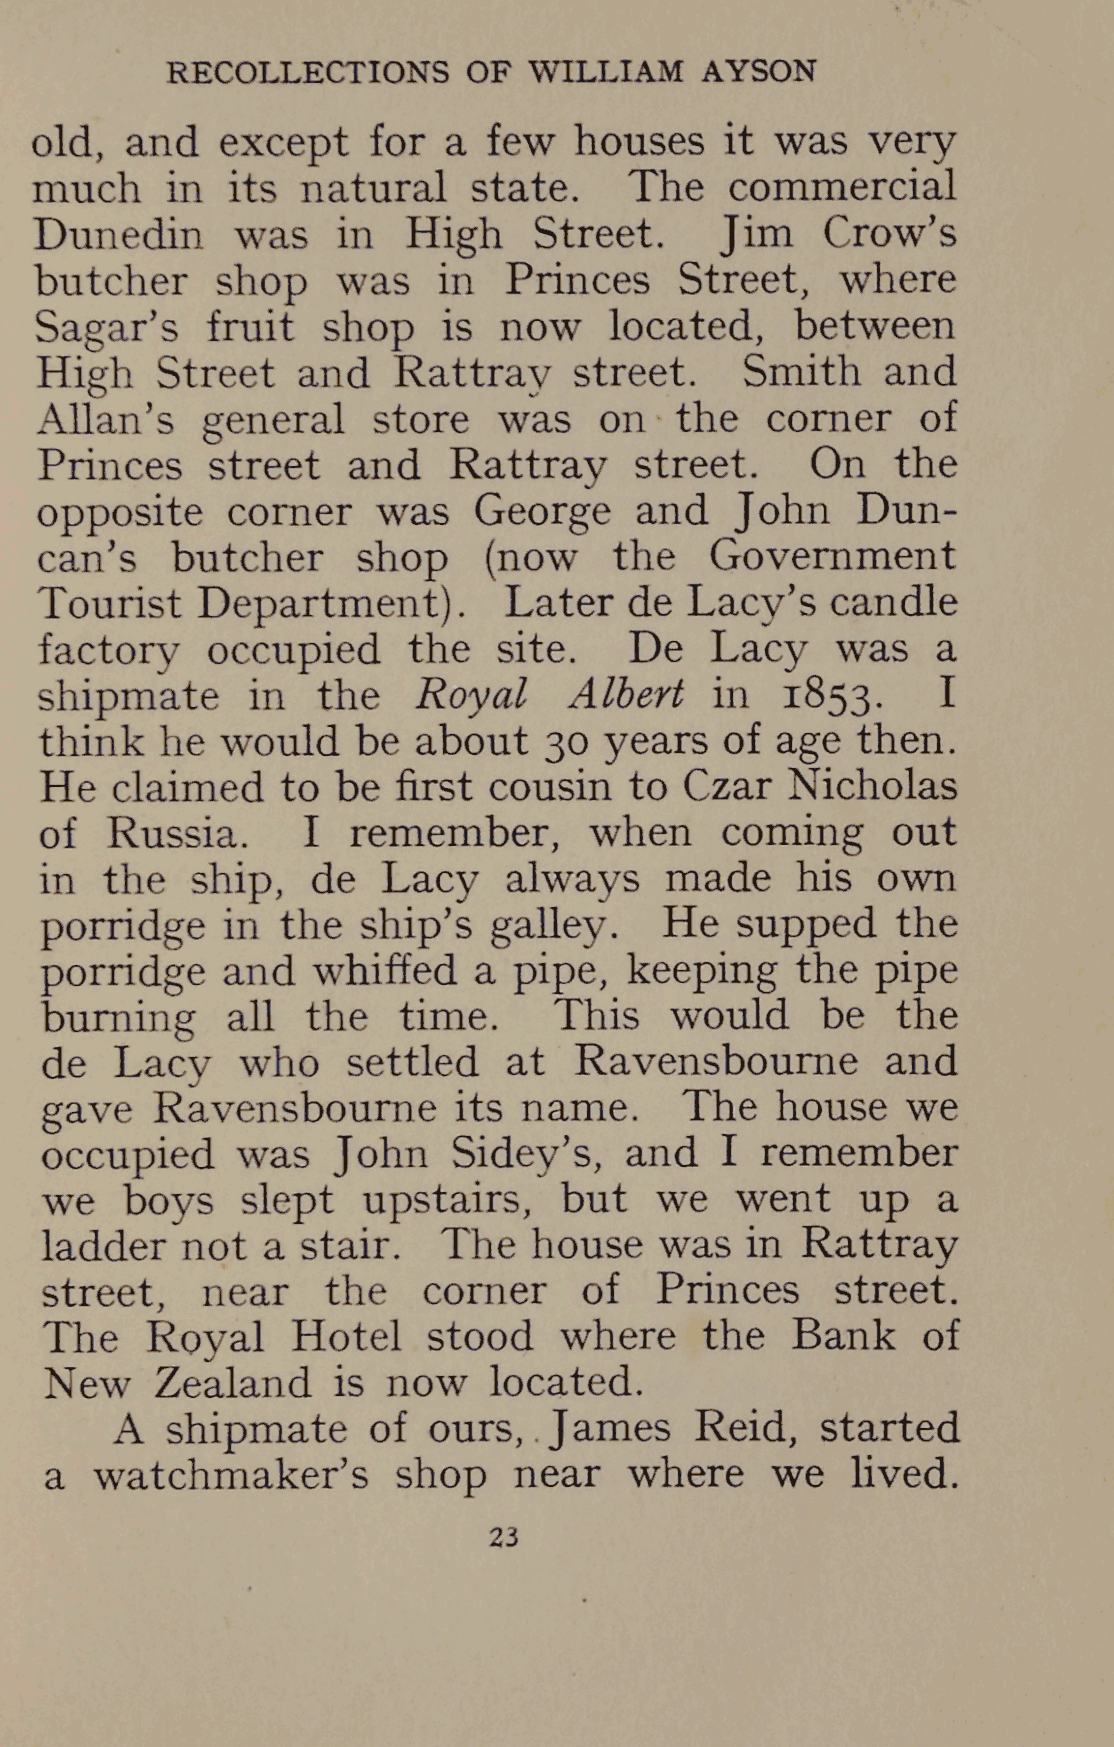 RECOLLECTIONS OF WILLIAM AYSON
old, and except for a few houses it was very
much in its natural state. The commercial
Dunedin was in High Street. Jim Crow's
butcher shop was in Princes Street, where
Sagar's fruit shop is now located, between
High Street and Rattray street. Smith and
Allan's general store was on the corner of
Princes street and Rattray street. On the
opposite corner was George and John Dun-
can's butcher shop (now the Government
Tourist Department). Later de Lacy's candle
factory occupied the site. De Lacy was a
shipmate in the Royal Albert in 1853. I
think he would be about 30 years of age then.
He claimed to be first cousin to Czar Nicholas
of Russia. I remember, when coming out
in the ship, de Lacy always made his own
porridge in the ship's galley. He supped the
porridge and whiffed a pipe, keeping the pipe
burning all the time. This would be the
de Lacy who settled at Ravensbourne and
gave Ravensbourne its name. The house we
occupied was John Sidey's, and I remember
we boys slept upstairs, but we went up a
ladder not a stair. The house was in Rattray
street, near the corner of Princes street.
The Royal Hotel stood where the Bank of
New Zealand is now located.
A shipmate of ours, James Reid, started
a watchmaker's shop near where we lived.
23